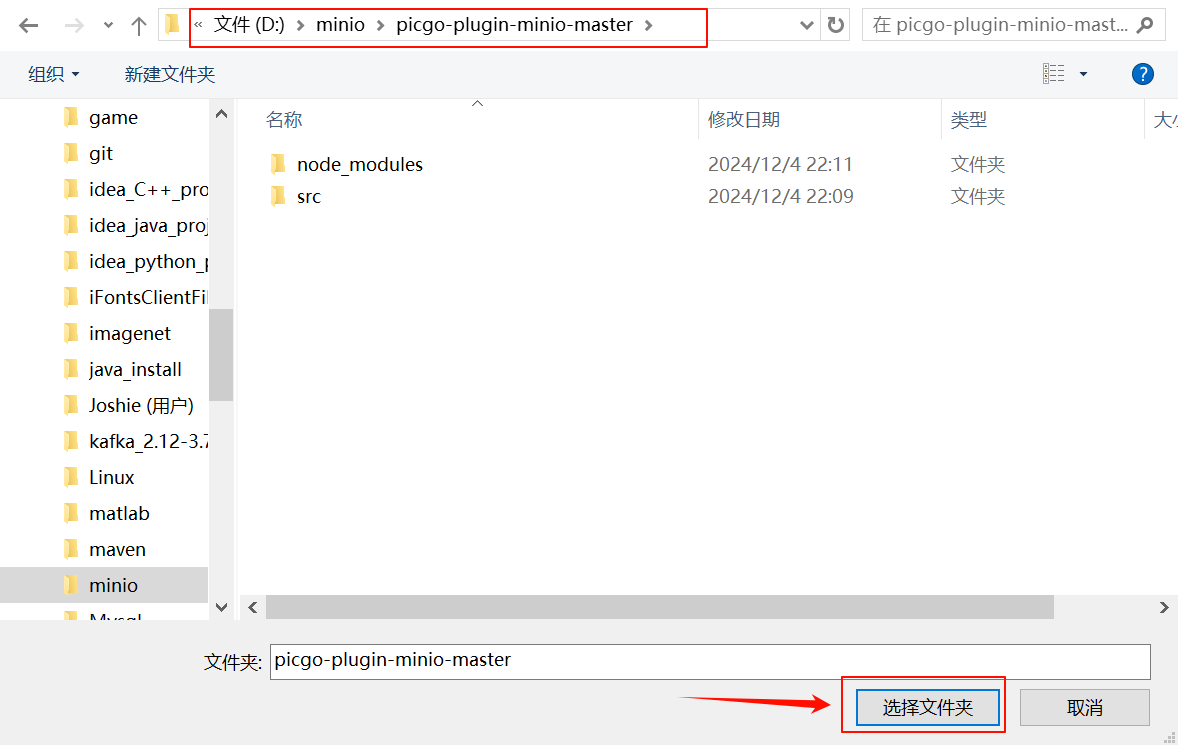 « 文件 (D:) › minio › picgo-plugin-minio-master ›
在 picgo-plugin-minio-mast...
组织
新建文件夹
?
名称
修改日期
类型
game
git
idea_C++_pro
idea_java_proj
idea_python_p
iFontsClientFil
imagenet
java_install
Joshie (用户)
kafka_2.12-3.7
Linux
matlab
maven
minio
Mysql
node_modules
2024/12/4 22:11
文件夹
src
2024/12/4 22:09
文件夹
文件夹:
picgo-plugin-minio-master
选择文件夹
取消